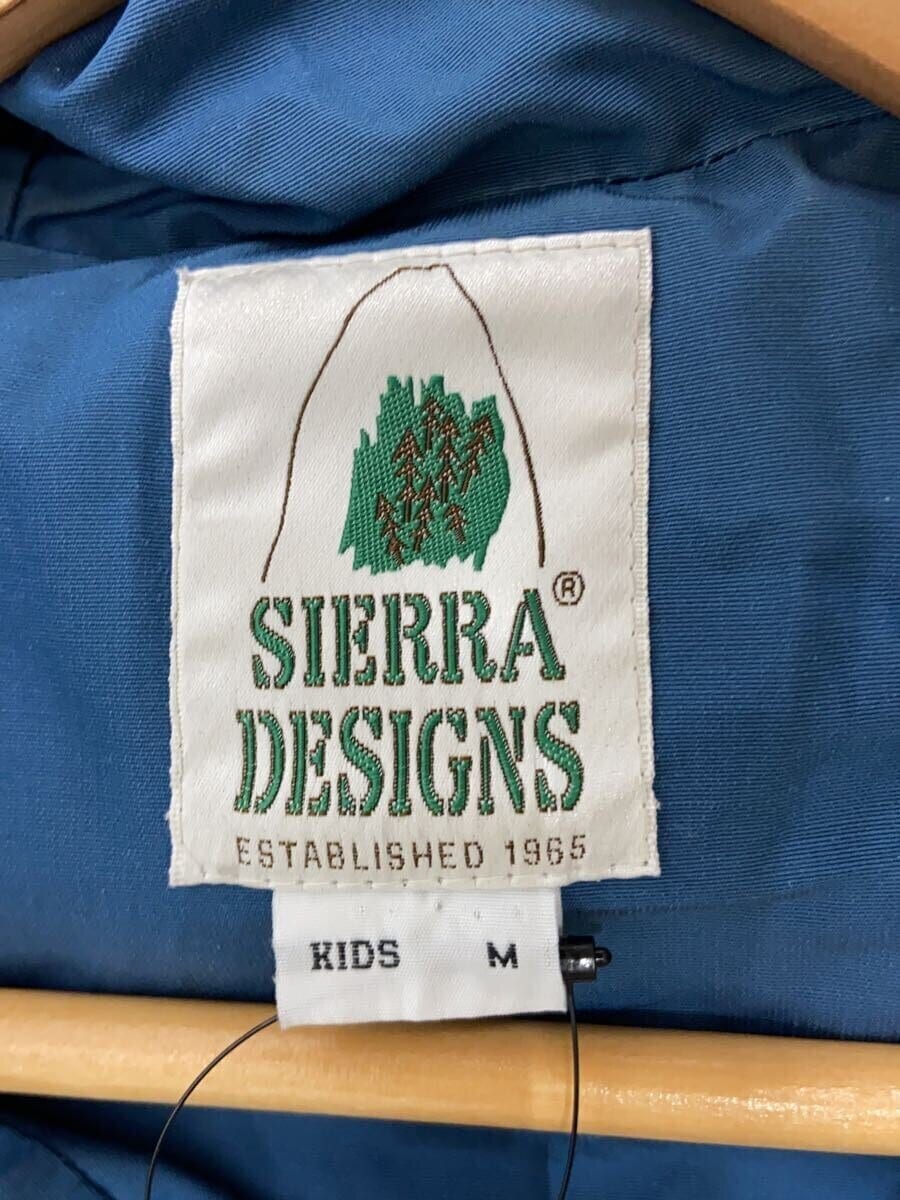 SIERRA®
DESIGNS
ESTABLISHED 1965
KIDS M